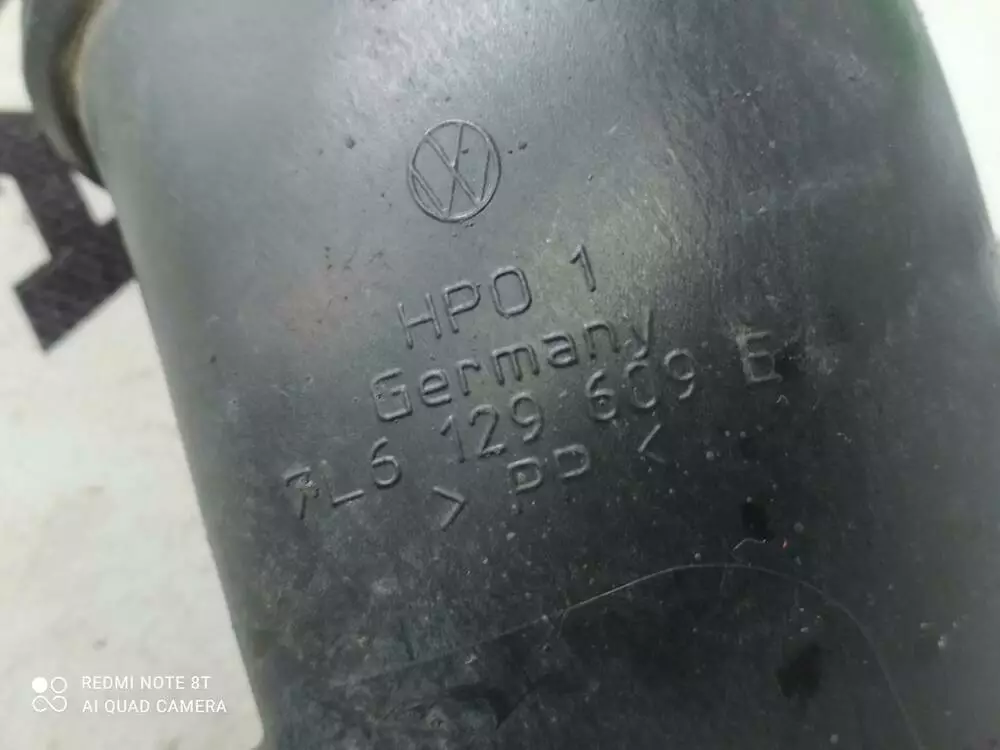 HPO 1
Germany
7L6 129 609 E
> PP <
REDMI NOTE 8T
AI QUAD CAMERA